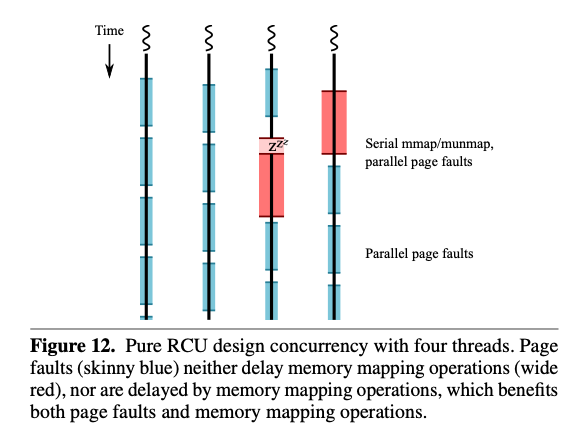 Time
zzz
Serial mmap/munmap,
parallel page faults
Parallel page faults
Figure 12. Pure RCU design concurrency with four threads. Page
faults (skinny blue) neither delay memory mapping operations (wide
red), nor are delayed by memory mapping operations, which benefits
both page faults and memory mapping operations.